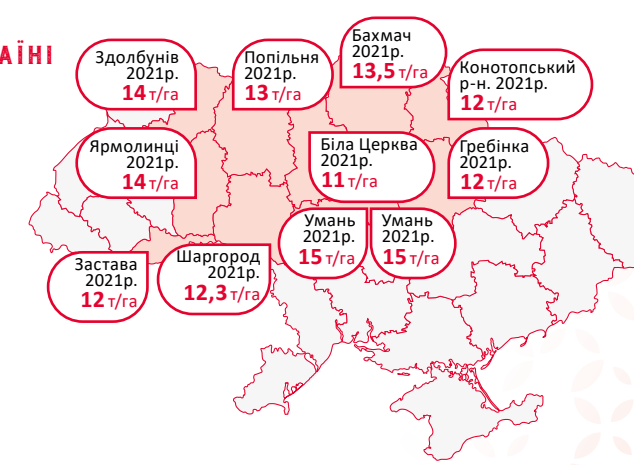 АЇНІ
Здолбунів
2021р.
14 т/га
Попільня
2021р.
13 т/га
Бахмач
2021р.
13,5 т/га
Конотопський
р-н. 2021р.
12 т/га
Ярмолинці
2021р.
14 т/га
Біла Церква
2021р.
11 т/га
Гребінка
2021р.
12 т/га
Застава
2021р.
12 т/га
Шаргород
2021р.
12,3 т/га
Умань
2021р.
15 т/га
Умань
2021р.
15 т/га